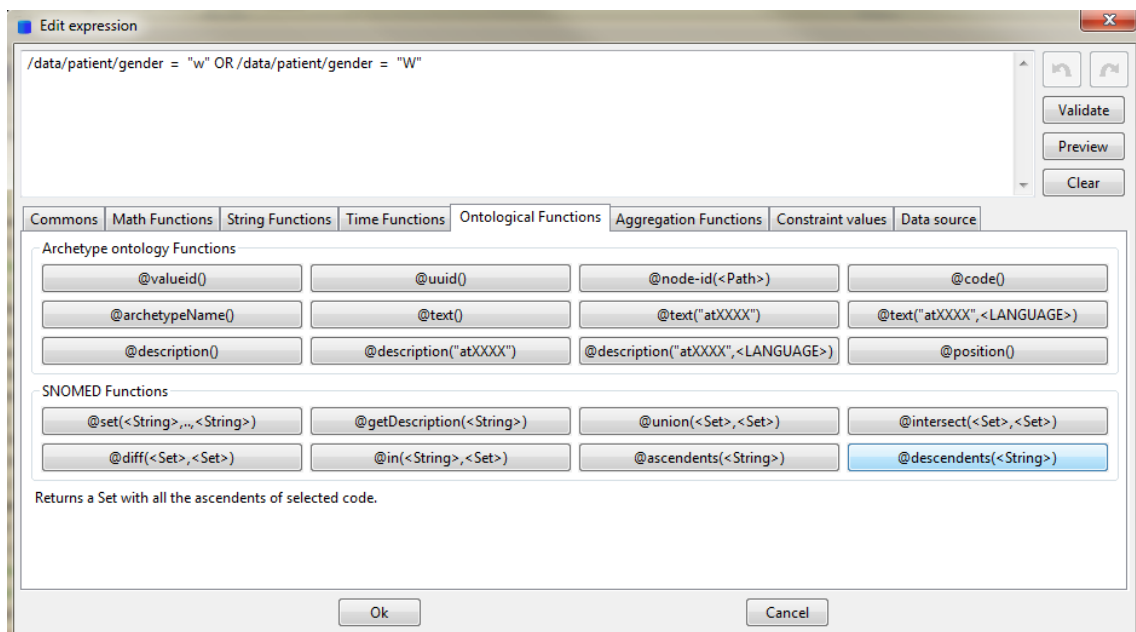 Edit expression
/data/patient/gender = "w" OR /data/patient/gender = "W"
Validate
Preview
Clear
Commons Math Functions String Functions Time Functions Ontological Functions Aggregation Functions Constraint values Data source
Archetype ontology Functions
@valueid() @uuid() @node-id(<Path>) @code()
@archetypeName() @text() @text("atXXXX") @text("atXXXX",<LANGUAGE>)
@description() @description("atXXXX") @description("atXXXX",<LANGUAGE>) @position()
SNOMED Functions
@set(<String>,..,<String>) @getDescription(<String>) @union(<Set>,<Set>) @intersect(<Set>,<Set>)
@diff(<Set>,<Set>) @in(<String>,<Set>) @ascendents(<String>) @descendents(<String>)
Returns a Set with all the ascendents of selected code.
Ok Cancel